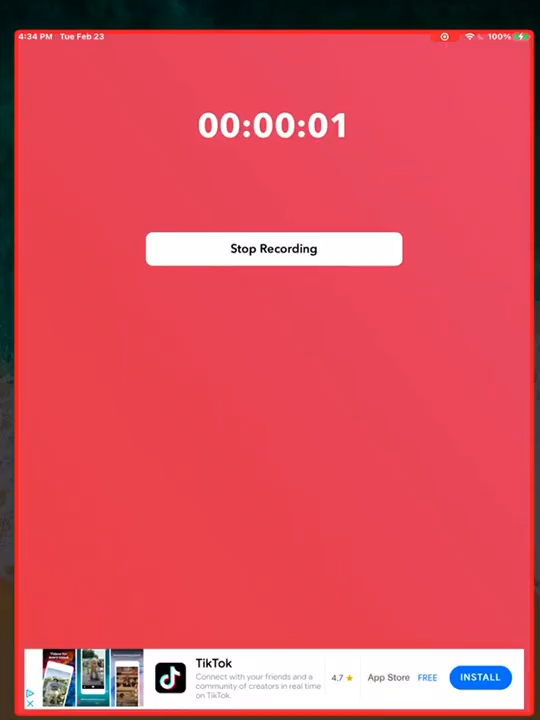 4:34 PM Tue Feb 23 100%
00:00:01
Stop Recording
TikTok
Connect with your friends and a
community of creators in real time
on TikTok.
4.7 ★
App Store FREE
INSTALL